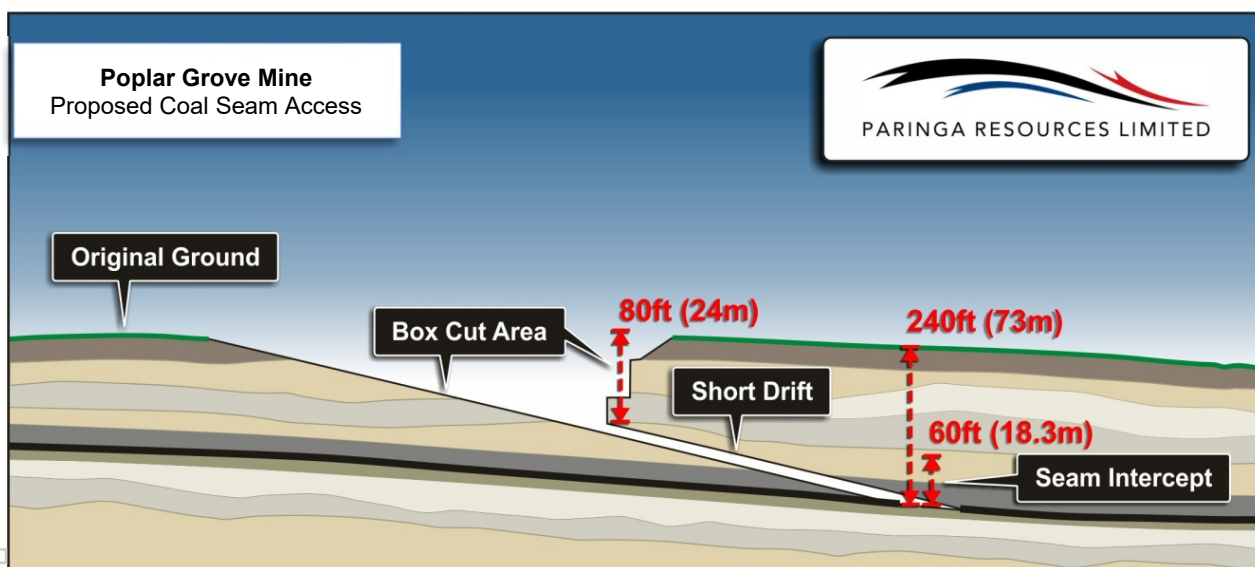 Poplar Grove Mine
Proposed Coal Seam Access
PARINGA RESOURCES LIMITED
Original Ground
Box Cut Area
80ft (24m)
240ft (73m)
Short Drift
60ft (18.3m)
Seam Intercept